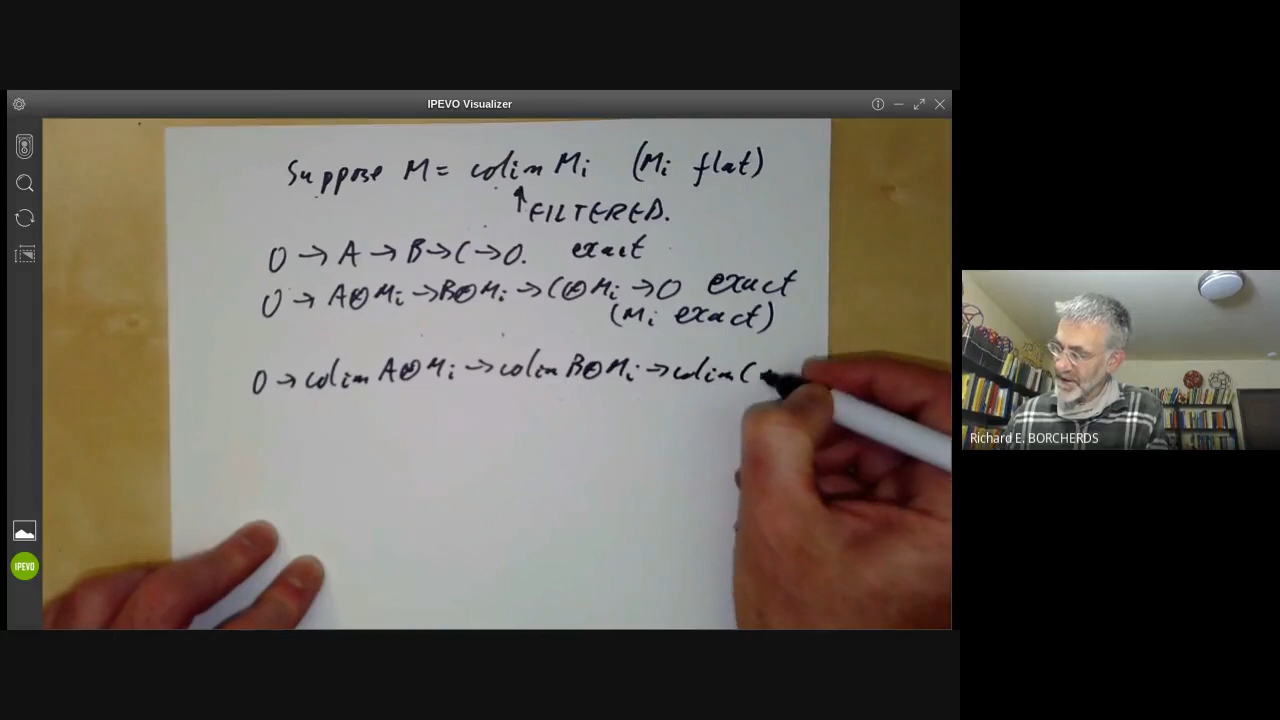 IPEVO Visualizer
Suppose M = colim Mᵢ (Mᵢ flat)
↑ FILTERED.
0 → A → B → C → 0. exact
0 → A⊗Mᵢ → B⊗Mᵢ → C⊗Mᵢ → 0 exact
(Mᵢ exact)
0 → colim A⊗Mᵢ → colim B⊗Mᵢ → colim C
Richard E. BORCHERDS
IPEVO